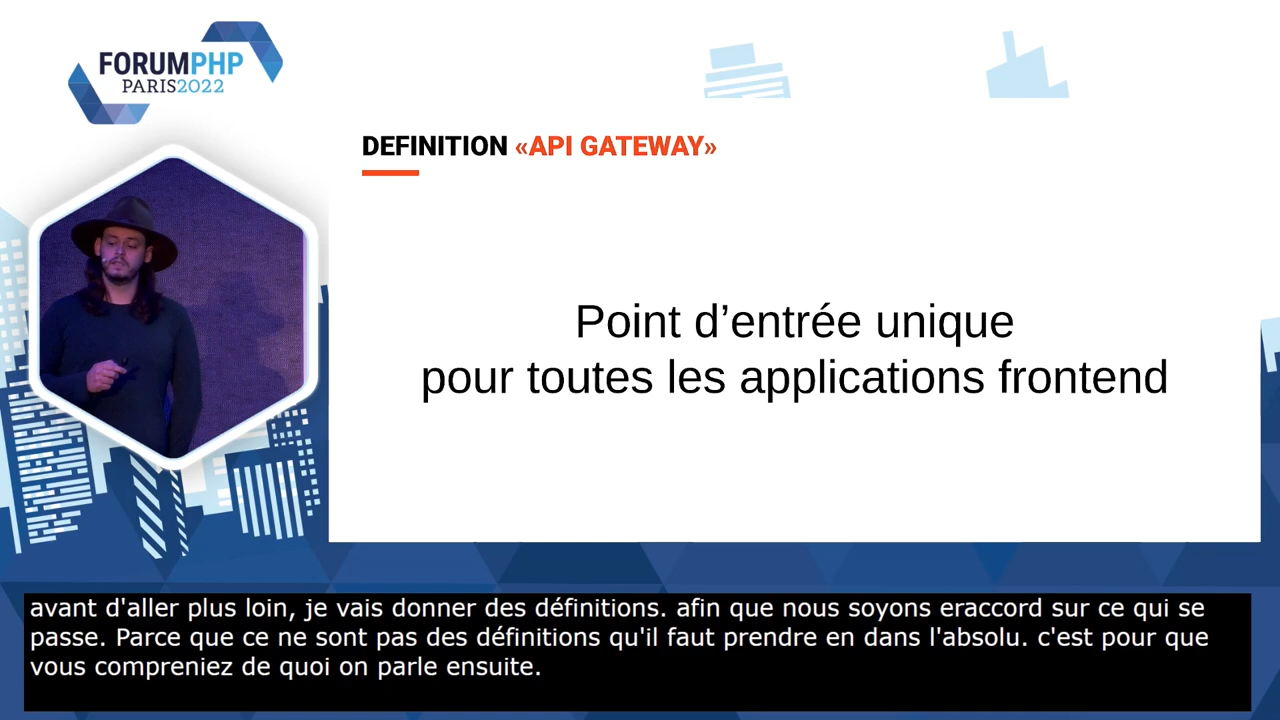 FORUMPHP
PARIS2022
DEFINITION «API GATEWAY»
Point d’entrée unique
pour toutes les applications frontend
avant d'aller plus loin, je vais donner des définitions. afin que nous soyons eraccord sur ce qui se
passe. Parce que ce ne sont pas des définitions qu'il faut prendre en dans l'absolu. c'est pour que
vous compreniez de quoi on parle ensuite.